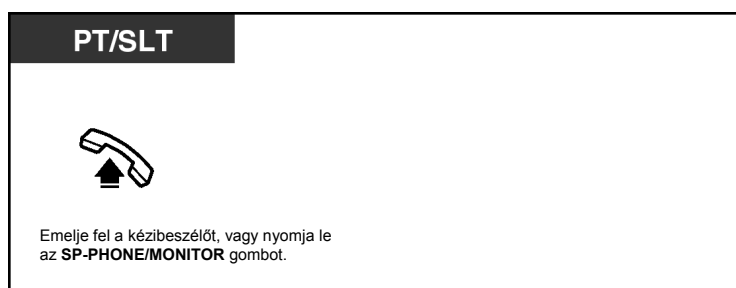 PT/SLT
Emelje fel a kézibeszélőt, vagy nyomja le
az SP-PHONE/MONITOR gombot.